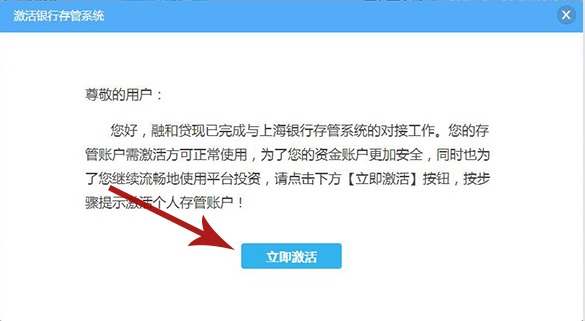 激活银行存管系统
尊敬的用户：
您好，融和贷现已完成与上海银行存管系统的对接工作。您的存
管账户需激活方可正常使用，为了您的资金账户更加安全，同时也为
了您继续流畅地使用平台投资，请点击下方【立即激活】按钮，按步
骤提示激活个人存管账户！
立即激活